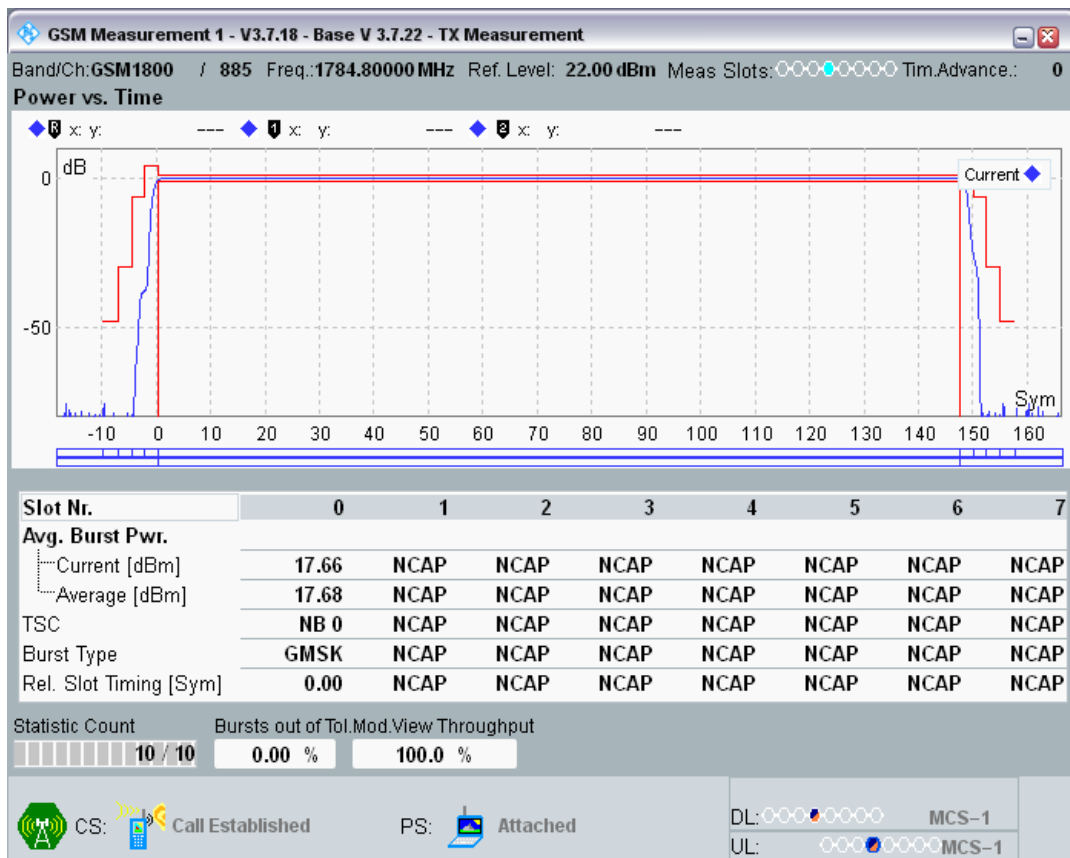 GSM Measurement 1 - V3.7.18 - Base V 3.7.22 - TX Measurement
Band/Ch:GSM1800 / 885 Freq.:1784.80000 MHz Ref. Level: 22.00 dBm Meas Slots: Tim.Advance.: 0
Power vs. Time
R x: y: --- 1 x: y: --- 2 x: y: ---
dB
Current
0
-50
Sym
-10 0 10 20 30 40 50 60 70 80 90 100 110 120 130 140 150 160
Slot Nr. 0 1 2 3 4 5 6 7
Avg. Burst Pwr.
Current [dBm] 17.66 NCAP NCAP NCAP NCAP NCAP NCAP NCAP
Average [dBm] 17.68 NCAP NCAP NCAP NCAP NCAP NCAP NCAP
TSC NB 0 NCAP NCAP NCAP NCAP NCAP NCAP NCAP
Burst Type GMSK NCAP NCAP NCAP NCAP NCAP NCAP NCAP
Rel. Slot Timing [Sym] 0.00 NCAP NCAP NCAP NCAP NCAP NCAP NCAP
Statistic Count Bursts out of Tol.Mod.View Throughput
10 / 10 0.00 % 100.0 %
CS: Call Established PS: Attached
DL: MCS-1
UL: MCS-1